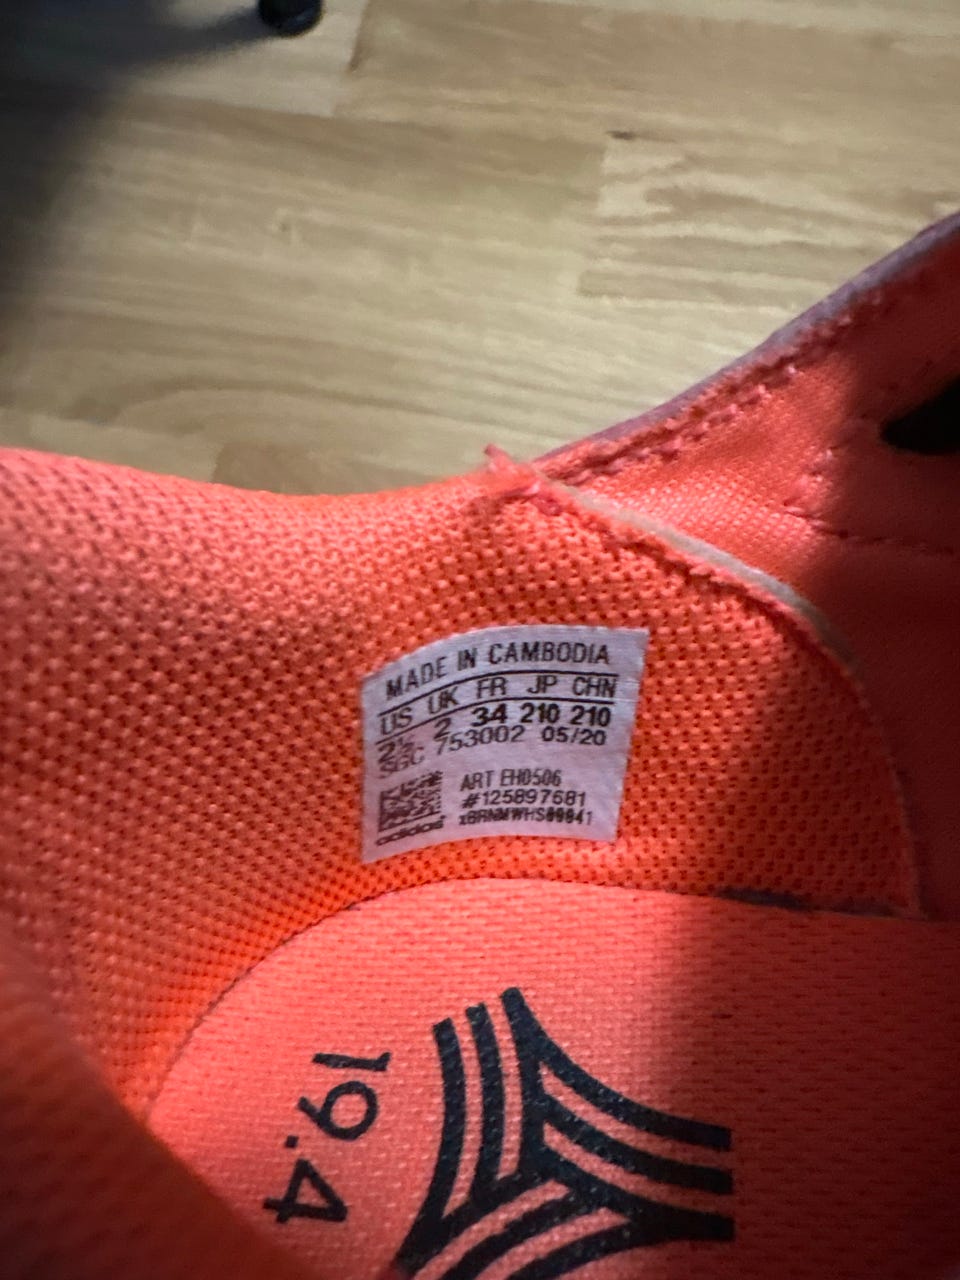 MADE IN CAMBODIA
US UK FR JP CHN
2½ 2 34 210 210
SGC 753002 05/20
ART EH0506
#125897681
adidas
19.4